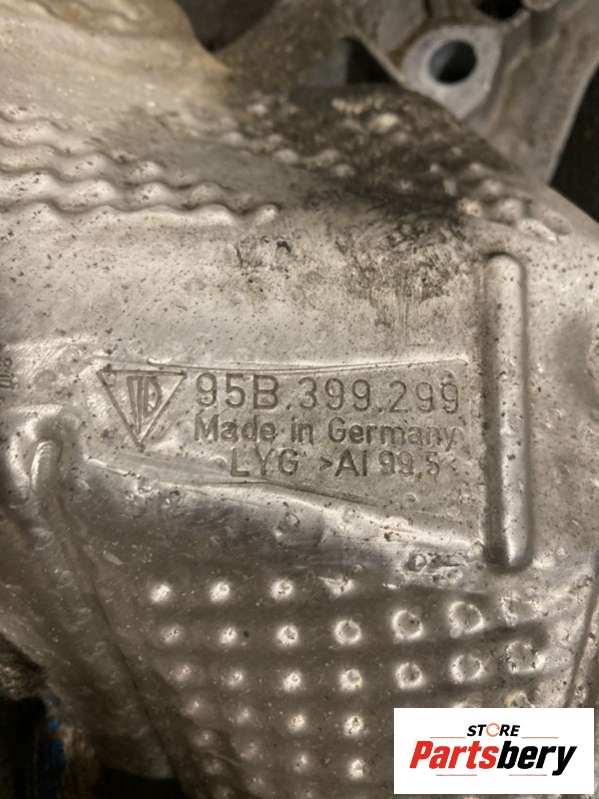 95B.399.299
Made in Germany
LYG >Al 99,5<
STORE
Partsbery